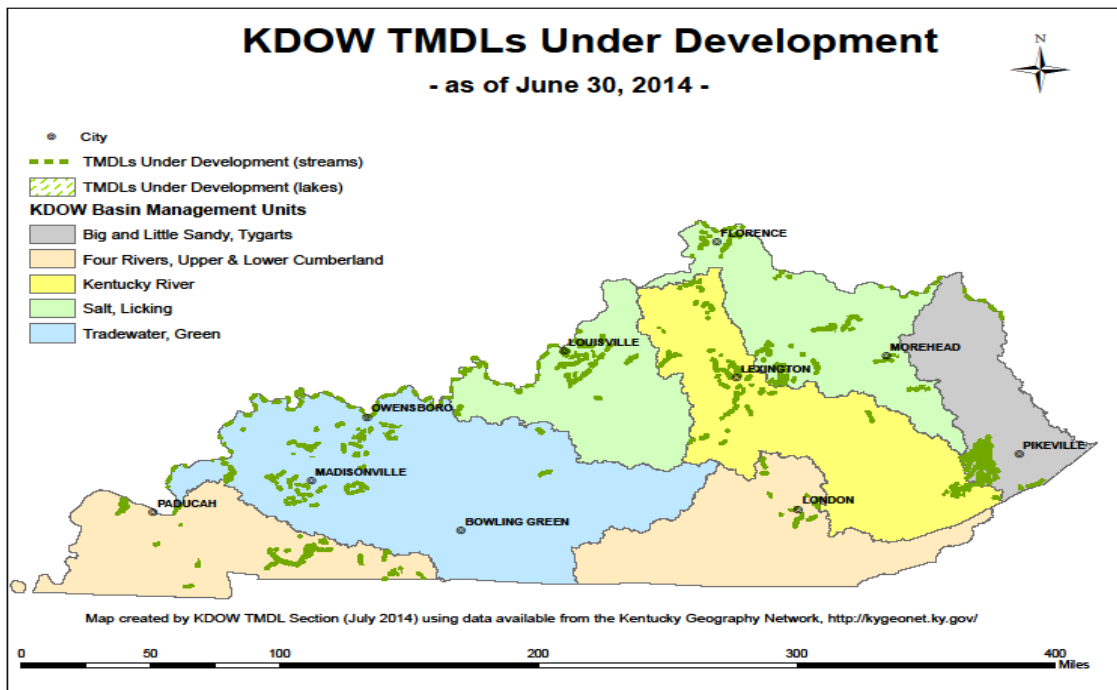 KDOW TMDLs Under Development
- as of June 30, 2014 -
N
City
TMDLs Under Development (streams)
TMDLs Under Development (lakes)
KDOW Basin Management Units
Big and Little Sandy, Tygarts
Four Rivers, Upper & Lower Cumberland
Kentucky River
Salt, Licking
Tradewater, Green
FLORENCE
LOUISVILLE
MOREHEAD
LEXINGTON
OWENSBORO
PIKEVILLE
MADISONVILLE
PADUCAH
LONDON
BOWLING GREEN
Map created by KDOW TMDL Section (July 2014) using data available from the Kentucky Geography Network, http://kygeonet.ky.gov/
0 50 100 200 300 400
Miles